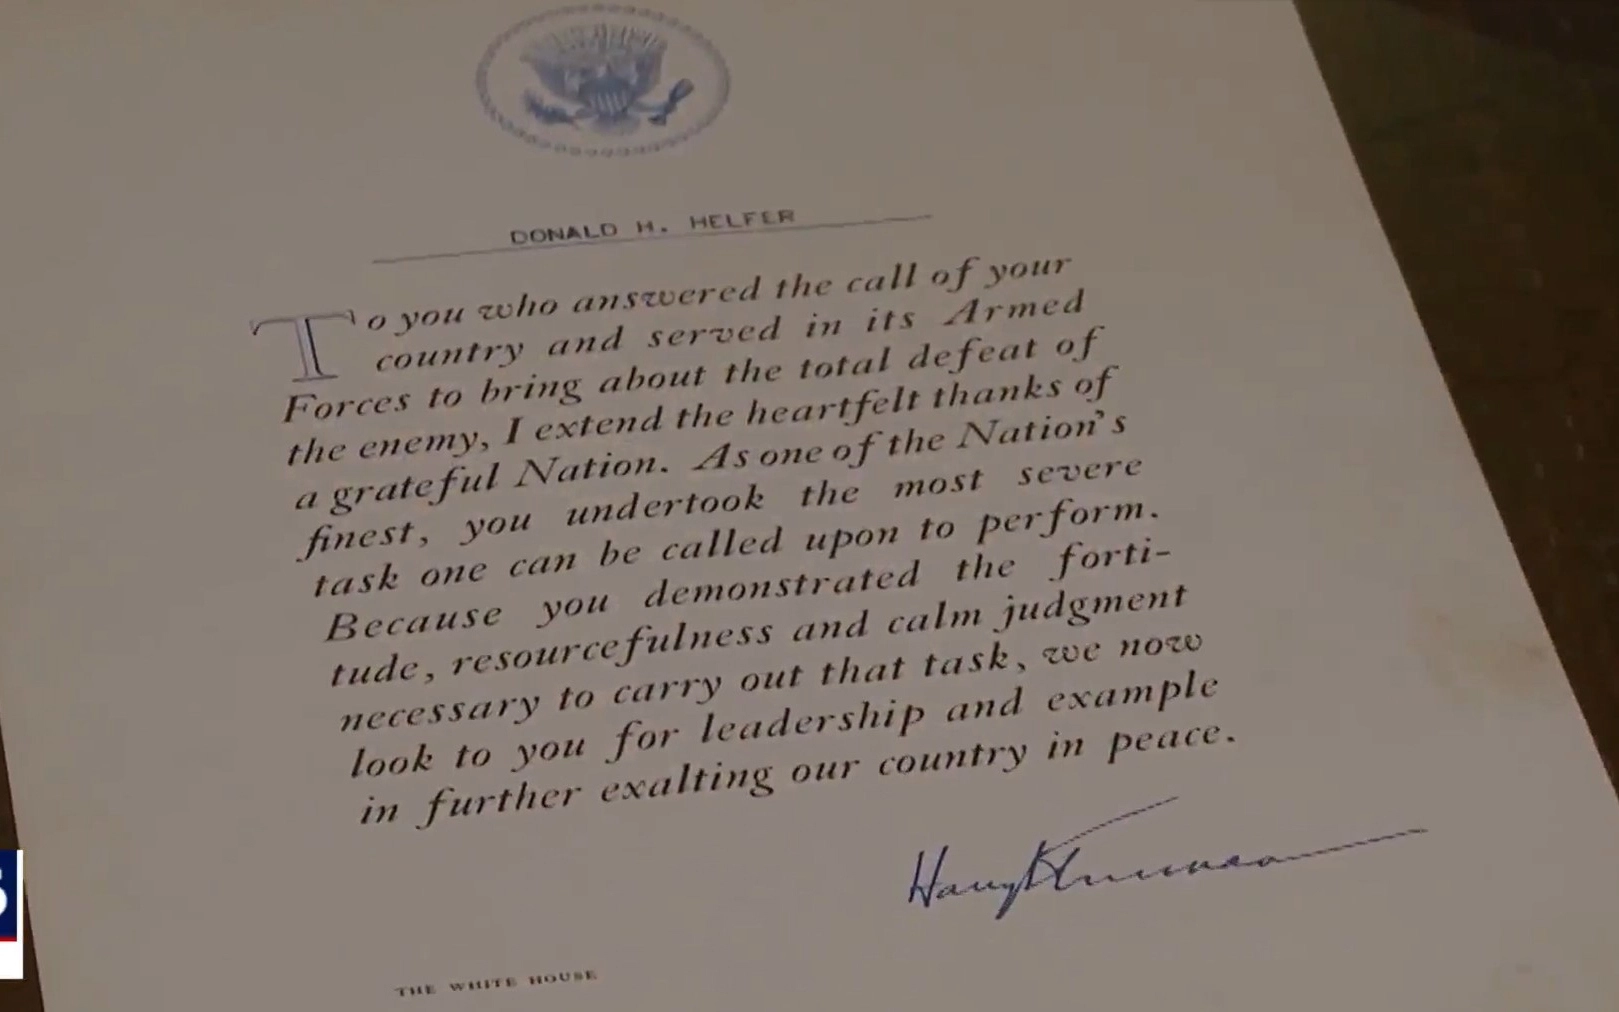 DONALD H. HELFER
To you who answered the call of your
country and served in its Armed
Forces to bring about the total defeat of
the enemy, I extend the heartfelt thanks of
a grateful Nation. As one of the Nation's
finest, you undertook the most severe
task one can be called upon to perform.
Because you demonstrated the forti-
tude, resourcefulness and calm judgment
necessary to carry out that task, we now
look to you for leadership and example
in further exalting our country in peace.
Harry Truman
THE WHITE HOUSE